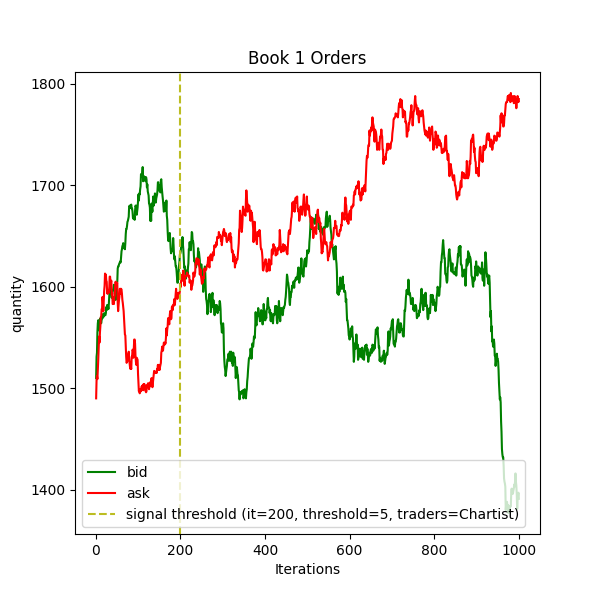 Book 1 Orders
1800
1700
1600
1500
1400
quantity
bid
ask
signal threshold (it=200, threshold=5, traders=Chartist)
0
200
400
600
800
1000
Iterations